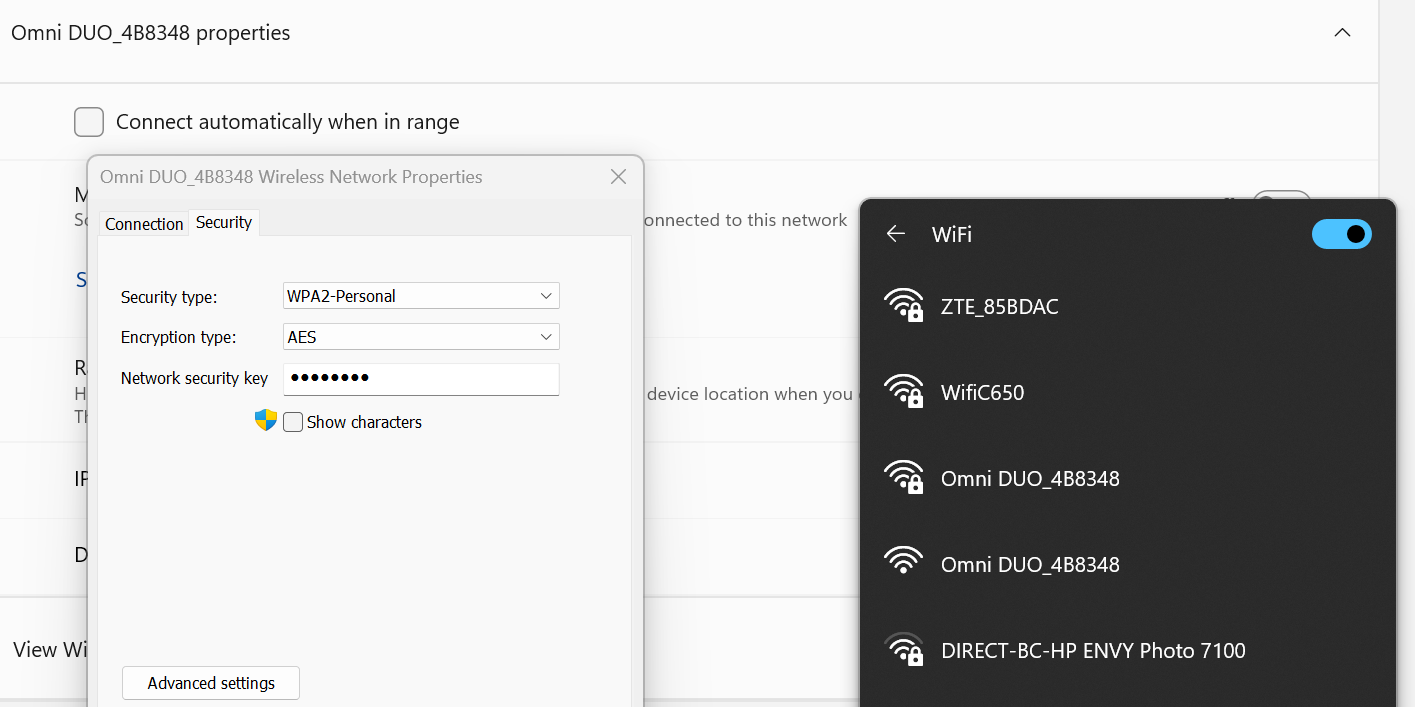 Omni DUO_4B8348 properties
Connect automatically when in range
Omni DUO_4B8348 Wireless Network Properties
Connection Security
onnected to this network
Security type: WPA2-Personal
Encryption type: AES
Network security key ●●●●●●●●
Show characters
device location when you
View Wi
Advanced settings
WiFi
ZTE_85BDAC
WifiC650
Omni DUO_4B8348
Omni DUO_4B8348
DIRECT-BC-HP ENVY Photo 7100